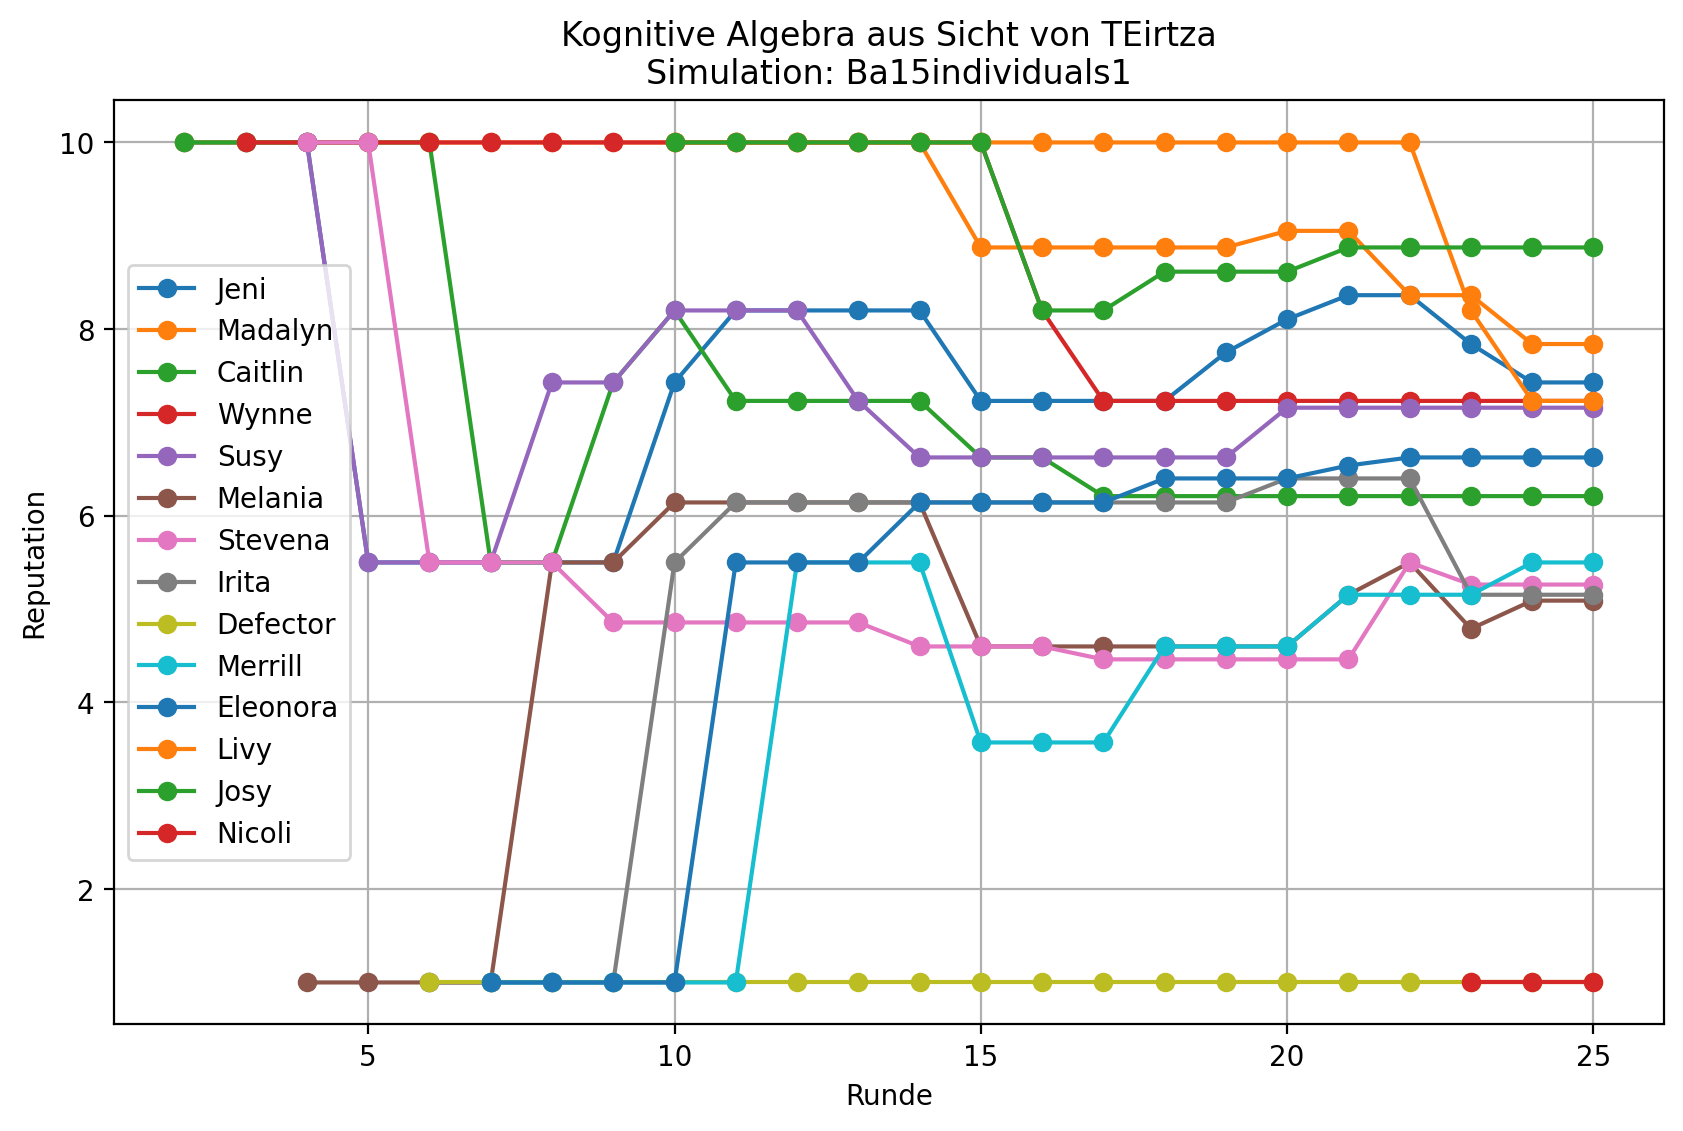 Kognitive Algebra aus Sicht von TEirtza
Simulation: Ba15individuals1
Reputation
10
8
6
4
2
Jeni
Madalyn
Caitlin
Wynne
Susy
Melania
Stevena
Irita
Defector
Merrill
Eleonora
Livy
Josy
Nicoli
5
10
15
20
25
Runde